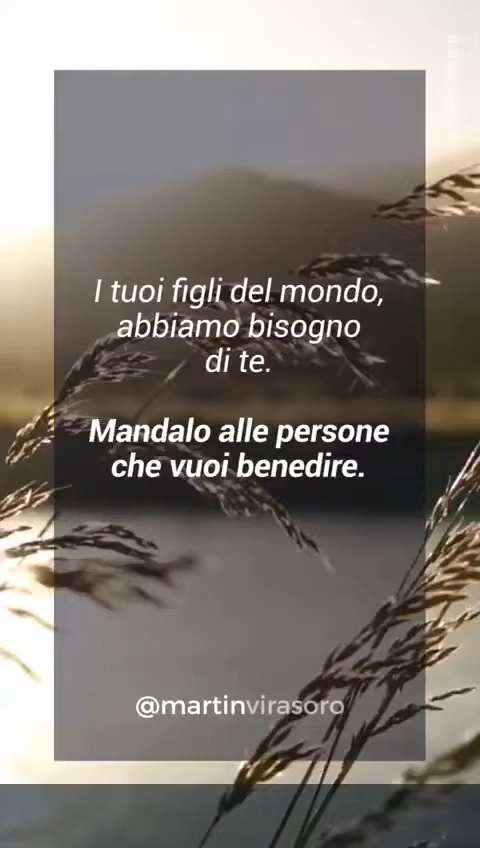 I tuoi figli del mondo,
abbiamo bisogno
di te.
Mandalo alle persone
che vuoi benedire.
@martinvirasoro